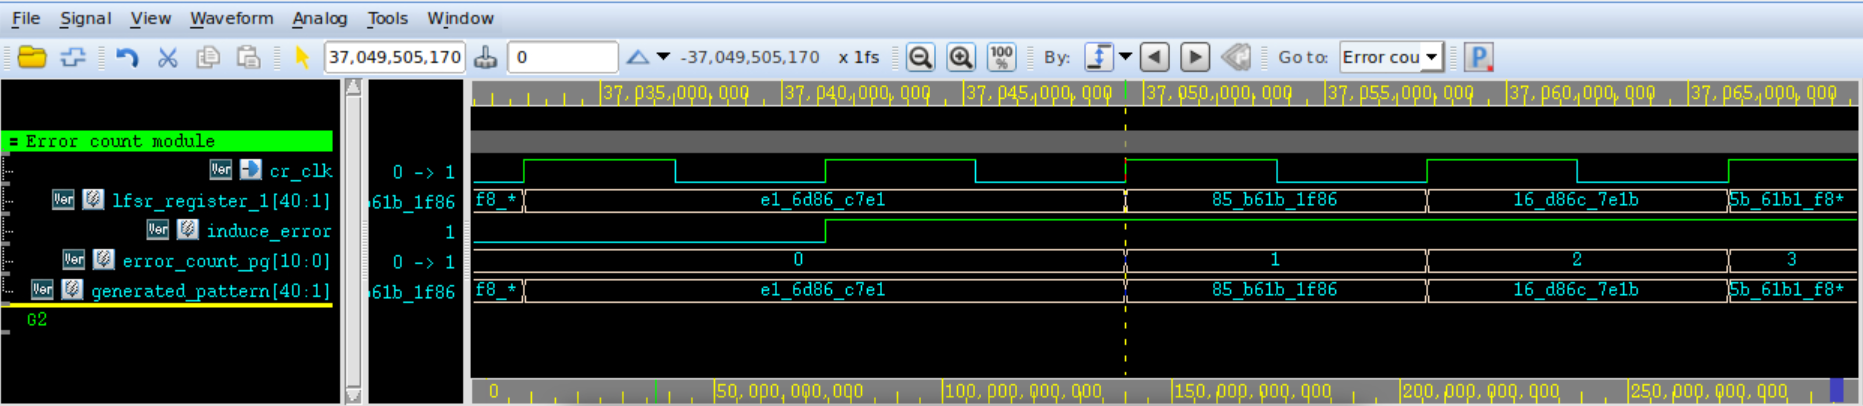 File Signal View Waveform Analog Tools Window
37,049,505,170 0 -37,049,505,170 x 1fs 100 % By: Go to: Error cou P
37,035,000,000 37,040,000,000 37,045,000,000 37,050,000,000 37,055,000,000 37,060,000,000 37,065,000,000
= Error count module
Ver cr_clk 0 -> 1
Ver lfsr_register_1[40:1] b61b_1f86 f8_* e1_6d86_c7e1 85_b61b_1f86 16_d86c_7e1b 5b_61b1_f8*
Ver induce_error 1
Ver error_count_pg[10:0] 0 -> 1 0 1 2 3
Ver generated_pattern[40:1] b61b_1f86 f8_* e1_6d86_c7e1 85_b61b_1f86 16_d86c_7e1b 5b_61b1_f8*
G2
0 50,000,000,000 100,000,000,000 150,000,000,000 200,000,000,000 250,000,000,000